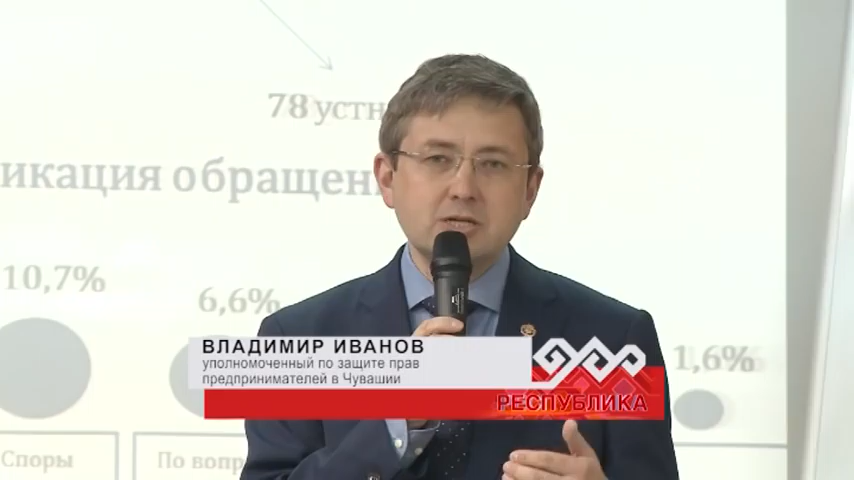 78 устн
икация обращен
10,7%
6,6%
1,6%
ВЛАДИМИР ИВАНОВ
уполномоченный по защите прав
предпринимателей в Чувашии
РЕСПУБЛИКА
Споры
По вопр